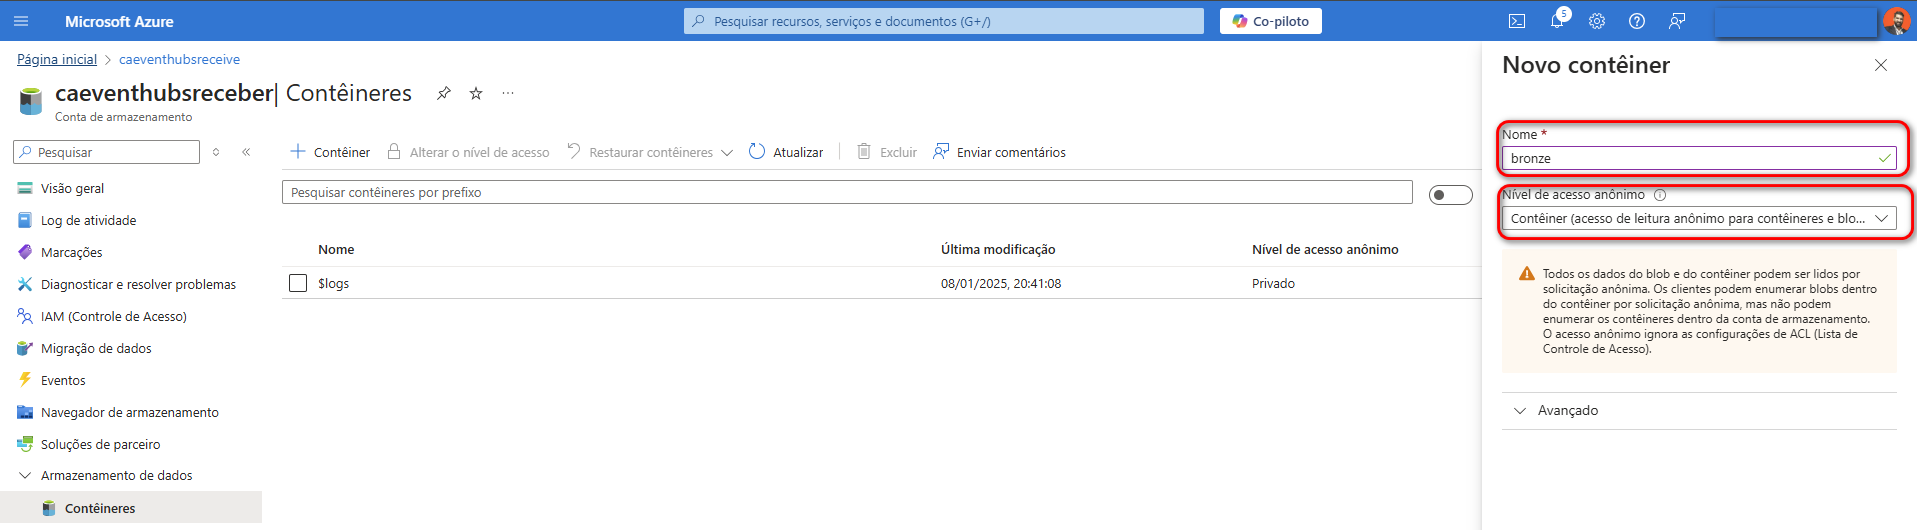 Microsoft Azure
Pesquisar recursos, serviços e documentos (G+/)
Co-piloto
5
Página inicial > caeventhubsreceive
caeventhubsreceber| Contêineres
Conta de armazenamento
Pesquisar
Contêiner
Alterar o nível de acesso
Restaurar contêineres
Atualizar
Excluir
Enviar comentários
Visão geral
Log de atividade
Marcações
Diagnosticar e resolver problemas
IAM (Controle de Acesso)
Migração de dados
Eventos
Navegador de armazenamento
Soluções de parceiro
Armazenamento de dados
Contêineres
Pesquisar contêineres por prefixo
Nome Última modificação Nível de acesso anônimo
$logs 08/01/2025, 20:41:08 Privado
Novo contêiner
Nome *
bronze
Nível de acesso anônimo
Contêiner (acesso de leitura anônimo para contêineres e blo...
Todos os dados do blob e do contêiner podem ser lidos por
solicitação anônima. Os clientes podem enumerar blobs dentro
do contêiner por solicitação anônima, mas não podem
enumerar os contêineres dentro da conta de armazenamento.
O acesso anônimo ignora as configurações de ACL (Lista de
Controle de Acesso).
Avançado